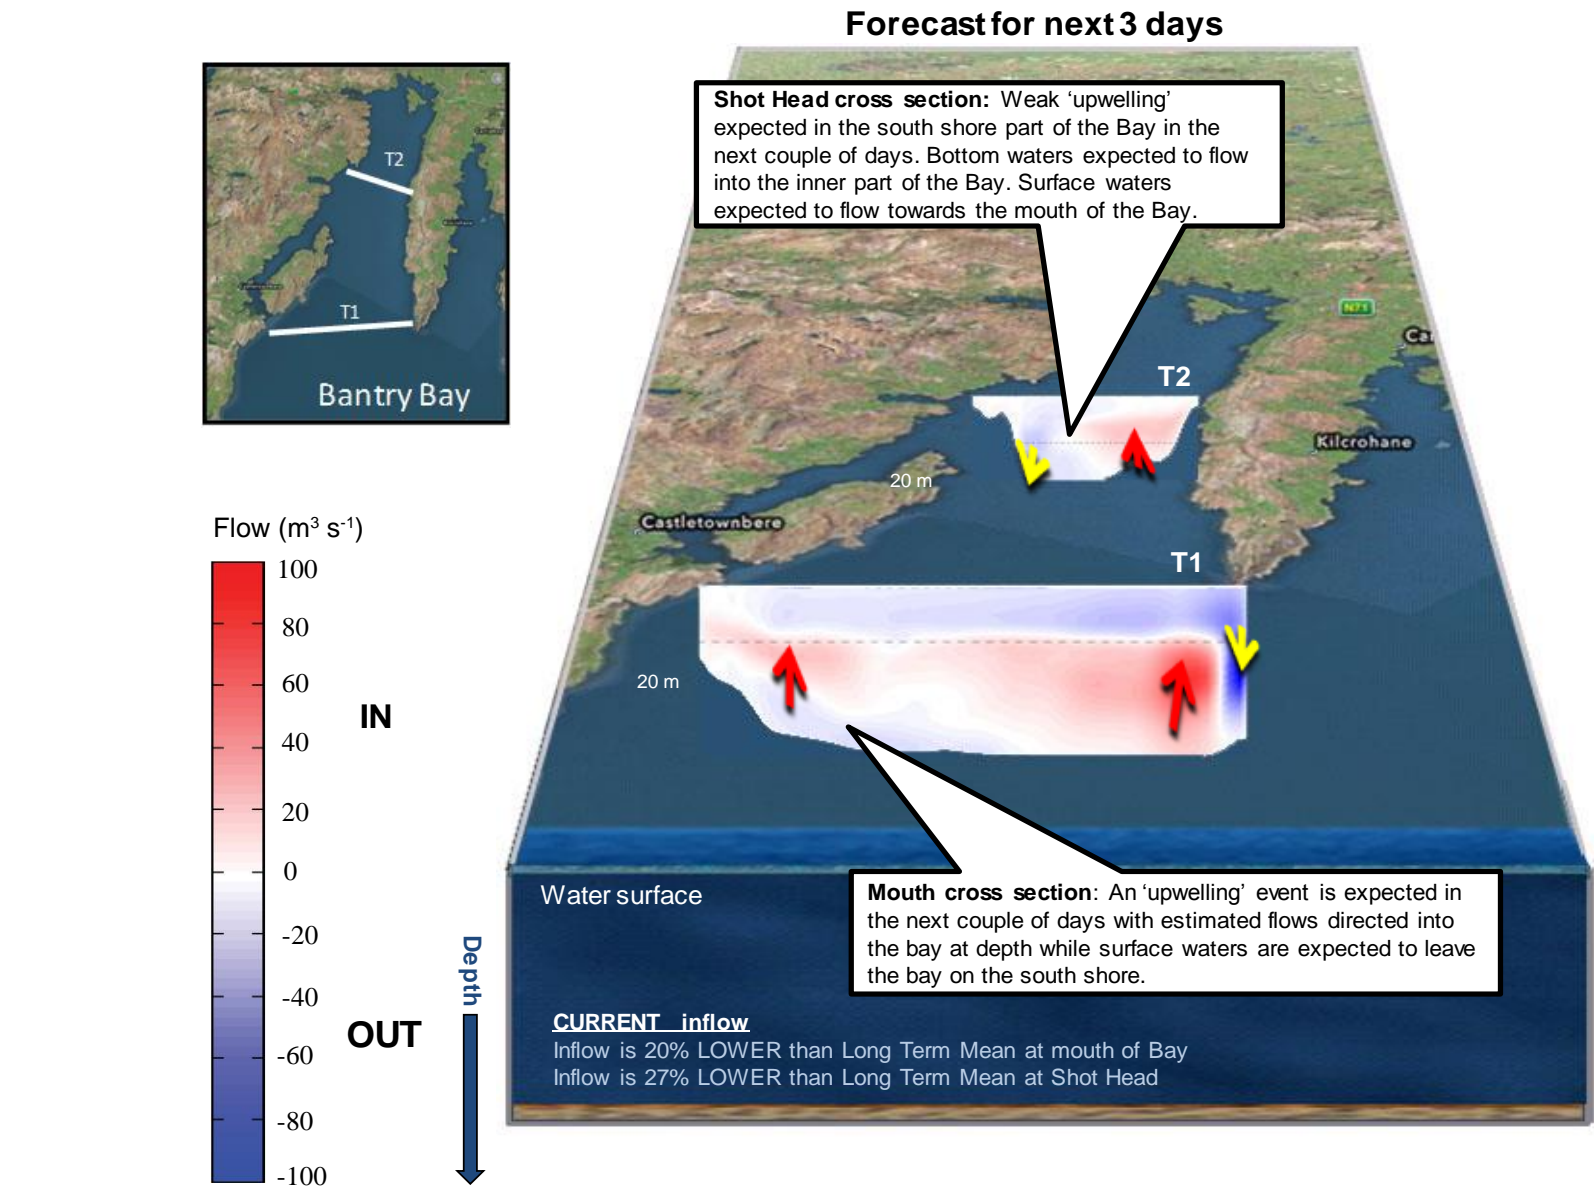 Forecast for next 3 days
Shot Head cross section: Weak ‘upwelling’
expected in the south shore part of the Bay in the
next couple of days. Bottom waters expected to flow
into the inner part of the Bay. Surface waters
expected to flow towards the mouth of the Bay.
T2
T1
Bantry Bay
N71
Ca
T2
Kilcrohane
20 m
Castletownbere
T1
20 m
Flow (m³ s⁻¹)
100
80
60
IN
40
20
0
-20
-40
OUT
-60
-80
-100
Depth
Water surface
Mouth cross section: An ‘upwelling’ event is expected in
the next couple of days with estimated flows directed into
the bay at depth while surface waters are expected to leave
the bay on the south shore.
CURRENT inflow
Inflow is 20% LOWER than Long Term Mean at mouth of Bay
Inflow is 27% LOWER than Long Term Mean at Shot Head